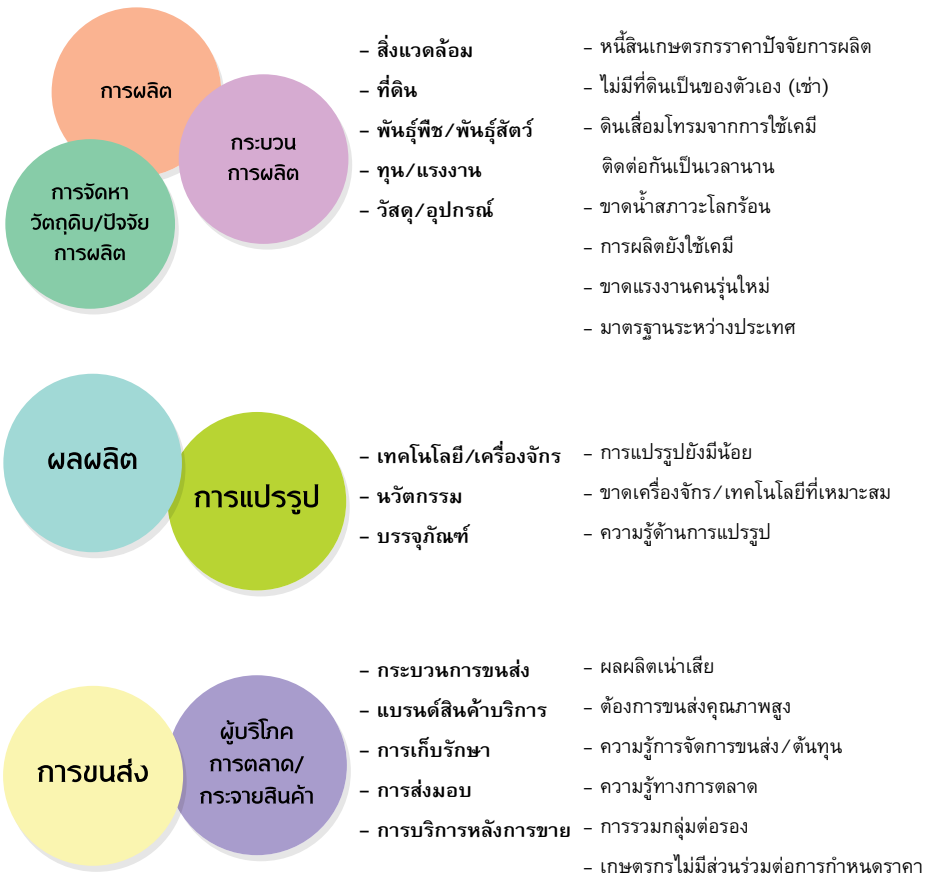 การผลิต
กระบวน
การผลิต
การจัดหา
วัตถุดิบ/ปัจจัย
การผลิต
– สิ่งแวดล้อม
– ที่ดิน
– พันธุ์พืช/พันธุ์สัตว์
– ทุน/แรงงาน
– วัสดุ/อุปกรณ์
– หนี้สินเกษตรกรราคาปัจจัยการผลิต
– ไม่มีที่ดินเป็นของตัวเอง (เช่า)
– ดินเสื่อมโทรมจากการใช้เคมี
ติดต่อกันเป็นเวลานาน
– ขาดน้ำสภาวะโลกร้อน
– การผลิตยังใช้เคมี
– ขาดแรงงานคนรุ่นใหม่
– มาตรฐานระหว่างประเทศ
ผลผลิต
การแปรรูป
– เทคโนโลยี/เครื่องจักร
– นวัตกรรม
– บรรจุภัณฑ์
– การแปรรูปยังมีน้อย
– ขาดเครื่องจักร/เทคโนโลยีที่เหมาะสม
– ความรู้ด้านการแปรรูป
การขนส่ง
ผู้บริโภค
การตลาด/
กระจายสินค้า
– กระบวนการขนส่ง
– แบรนด์สินค้าบริการ
– การเก็บรักษา
– การส่งมอบ
– การบริการหลังการขาย
– ผลผลิตเน่าเสีย
– ต้องการขนส่งคุณภาพสูง
– ความรู้การจัดการขนส่ง/ต้นทุน
– ความรู้ทางการตลาด
– การรวมกลุ่มต่อรอง
– เกษตรกรไม่มีส่วนร่วมต่อการกำหนดราคา